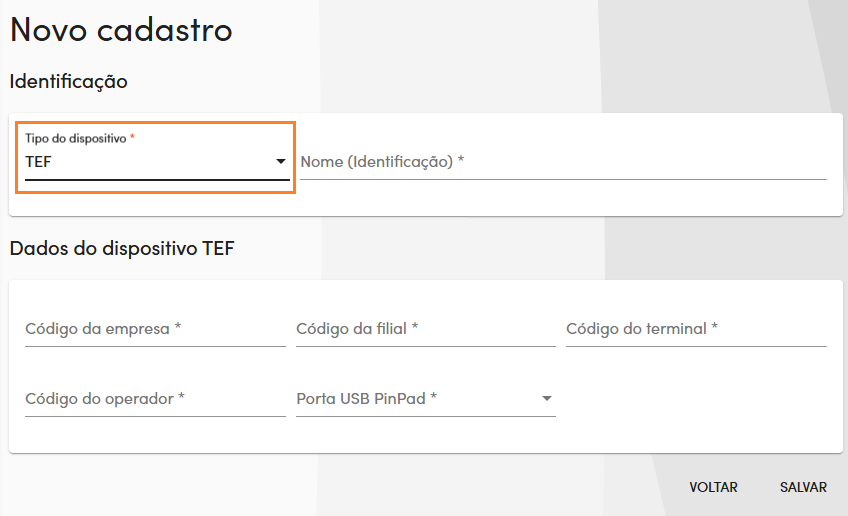 Novo cadastro
Identificação
Tipo do dispositivo *
TEF
Nome (Identificação) *
Dados do dispositivo TEF
Código da empresa * Código da filial * Código do terminal *
Código do operador * Porta USB PinPad *
VOLTAR SALVAR